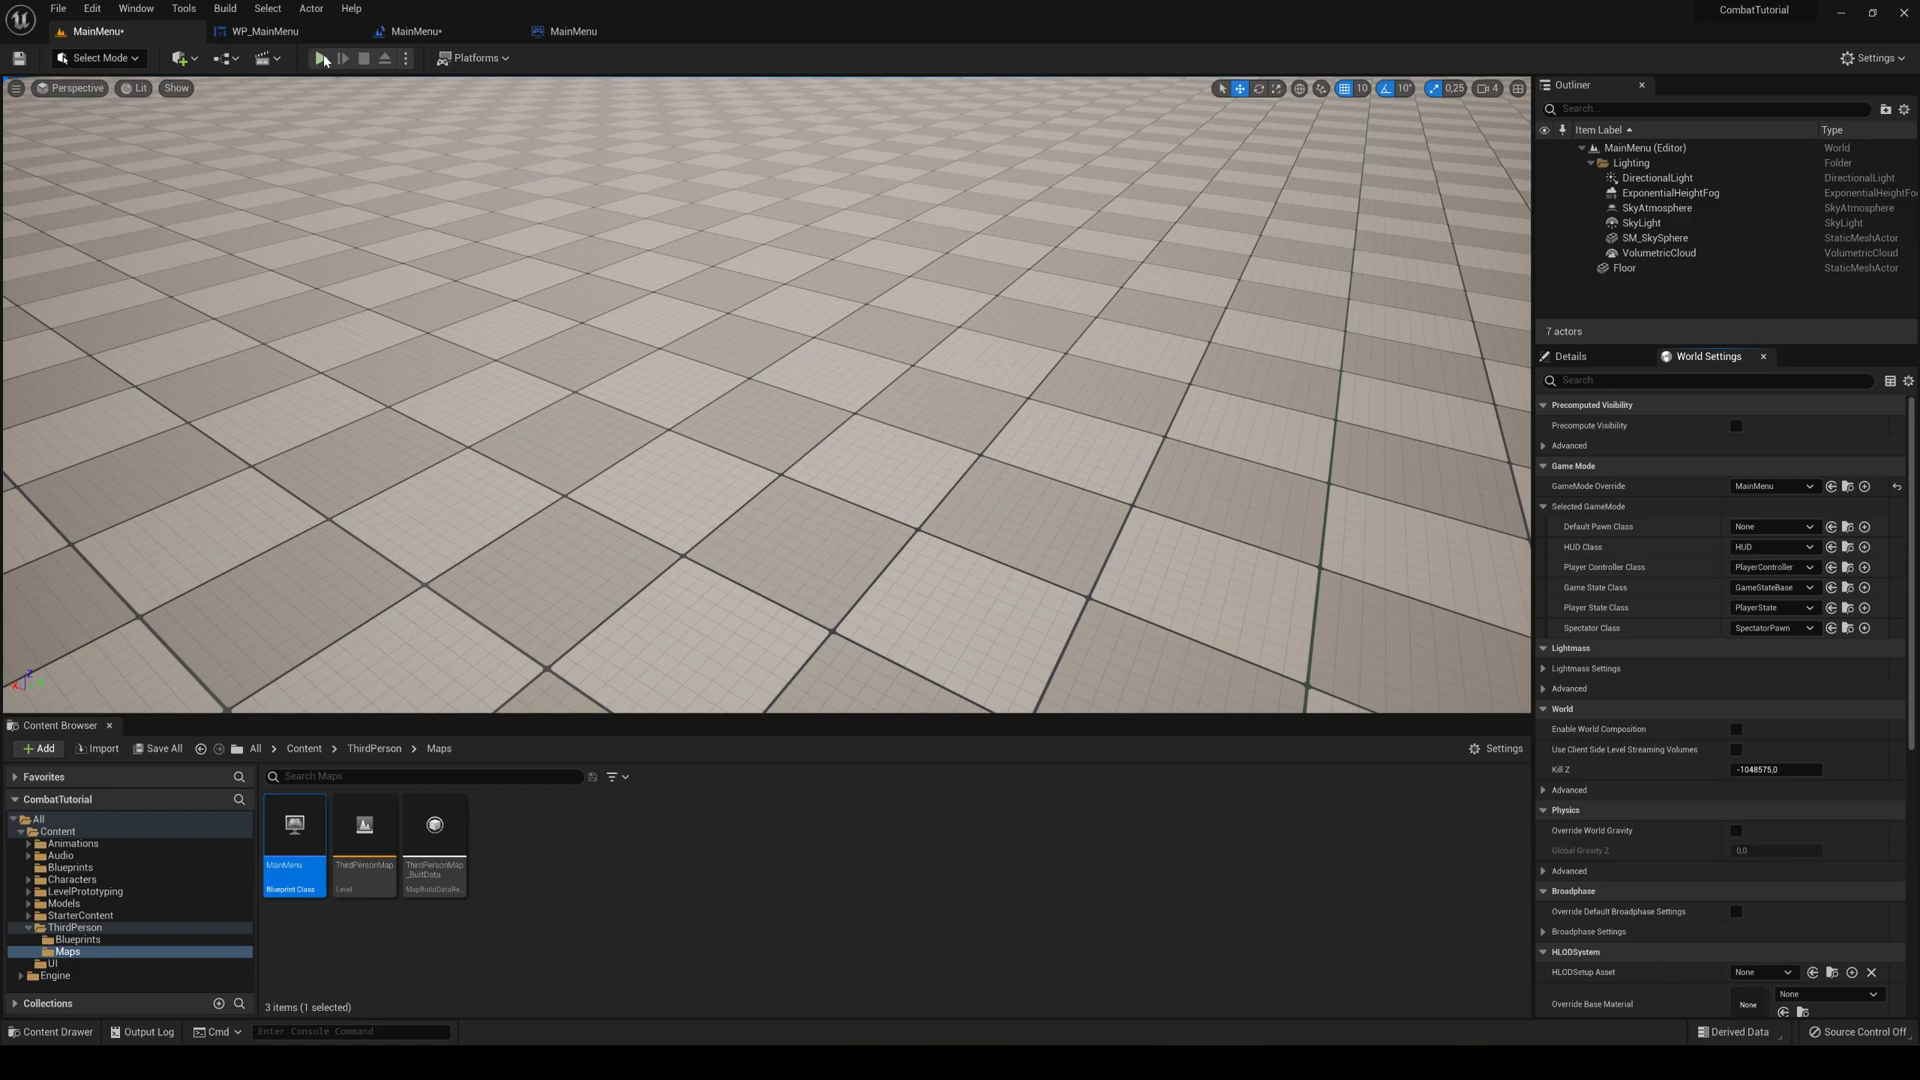 File Edit Window Tools Build Select Actor Help
CombatTutorial
MainMenu•
WP_MainMenu
MainMenu•
MainMenu
Select Mode
Platforms
Settings
Perspective
Lit
Show
10
10°
0,25
4
Outliner
Search...
Item Label
Type
MainMenu (Editor)
World
Lighting
Folder
DirectionalLight
DirectionalLight
ExponentialHeightFog
ExponentialHeightFo
SkyAtmosphere
SkyAtmosphere
SkyLight
SkyLight
SM_SkySphere
StaticMeshActor
VolumetricCloud
VolumetricCloud
Floor
StaticMeshActor
7 actors
Details
World Settings
Search
Precomputed Visibility
Precompute Visibility
Advanced
Game Mode
GameMode Override
MainMenu
Selected GameMode
Default Pawn Class
None
HUD Class
HUD
Player Controller Class
PlayerController
Game State Class
GameStateBase
Player State Class
PlayerState
Spectator Class
SpectatorPawn
Lightmass
Lightmass Settings
Advanced
World
Enable World Composition
Use Client Side Level Streaming Volumes
Kill Z
-1048575,0
Advanced
Physics
Override World Gravity
Global Gravity Z
0,0
Advanced
Broadphase
Override Default Broadphase Settings
Broadphase Settings
HLODSystem
HLODSetup Asset
None
Override Base Material
None
None
Content Browser
Add
Import
Save All
All
Content
ThirdPerson
Maps
Settings
Favorites
CombatTutorial
All
Content
Animations
Audio
Blueprints
Characters
LevelPrototyping
Models
StarterContent
ThirdPerson
Blueprints
Maps
UI
Engine
Collections
Search Maps
MainMenu
Blueprint Class
ThirdPersonMap
Level
ThirdPersonMap
_BuiltData
MapBuildDataRe...
3 items (1 selected)
Content Drawer
Output Log
Cmd
Enter Console Command
Derived Data
Source Control Off
X
Z